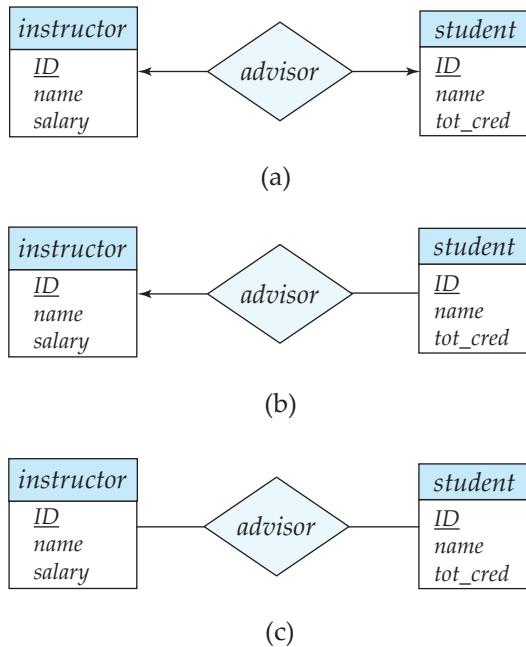 instructor
ID
name
salary
advisor
student
ID
name
tot_cred
(a)
instructor
ID
name
salary
advisor
student
ID
name
tot_cred
(b)
instructor
ID
name
salary
advisor
student
ID
name
tot_cred
(c)